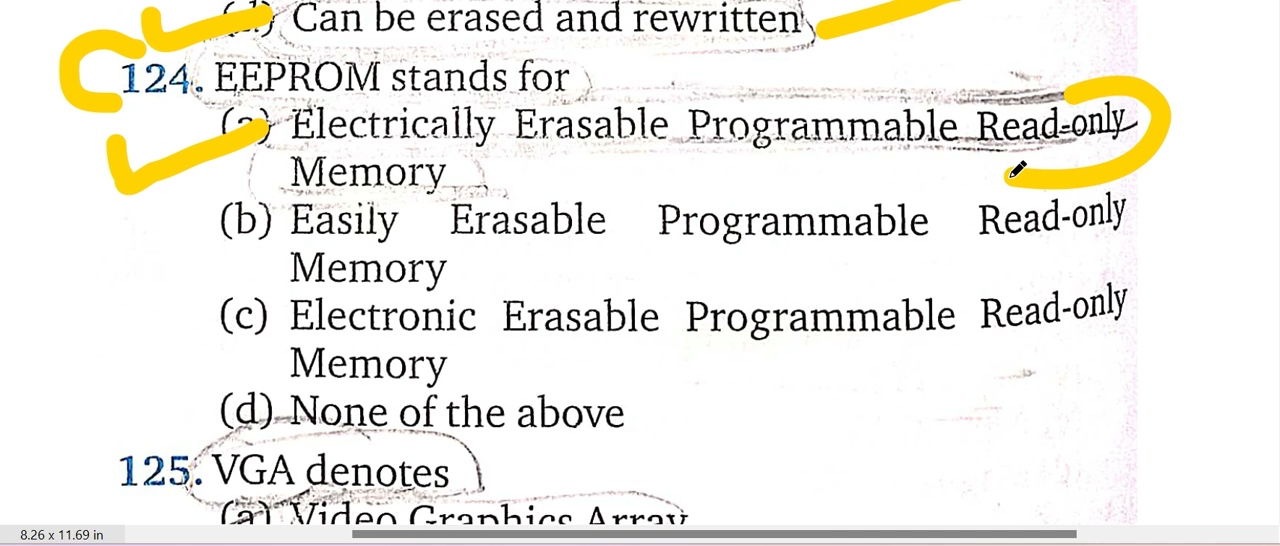 (d) Can be erased and rewritten
124. EEPROM stands for
(a) Electrically Erasable Programmable Read-only
Memory
(b) Easily Erasable Programmable Read-only
Memory
(c) Electronic Erasable Programmable Read-only
Memory
(d) None of the above
125. VGA denotes
(a) Video Graphics Array
8.26 x 11.69 in